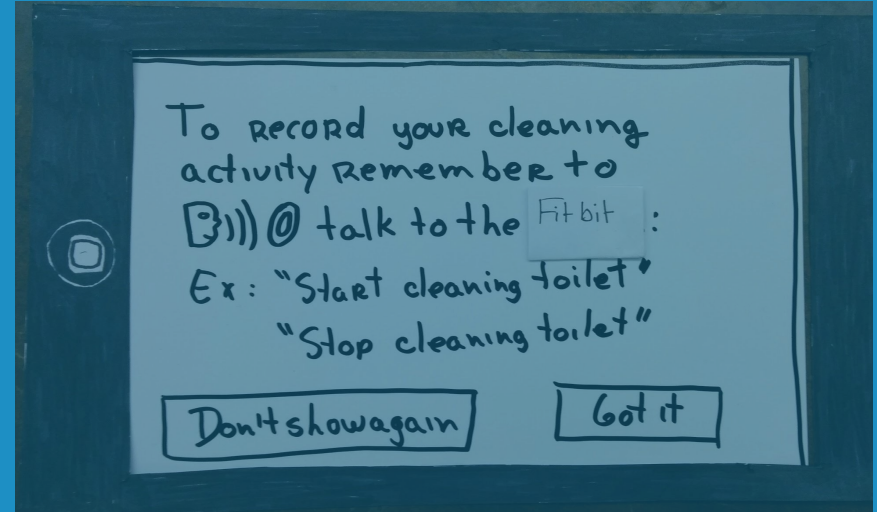 To Record your cleaning
activity Remember to
talk to the Fitbit :
Ex: "Start cleaning toilet"
"Stop cleaning toilet"
Don't show again
Got it